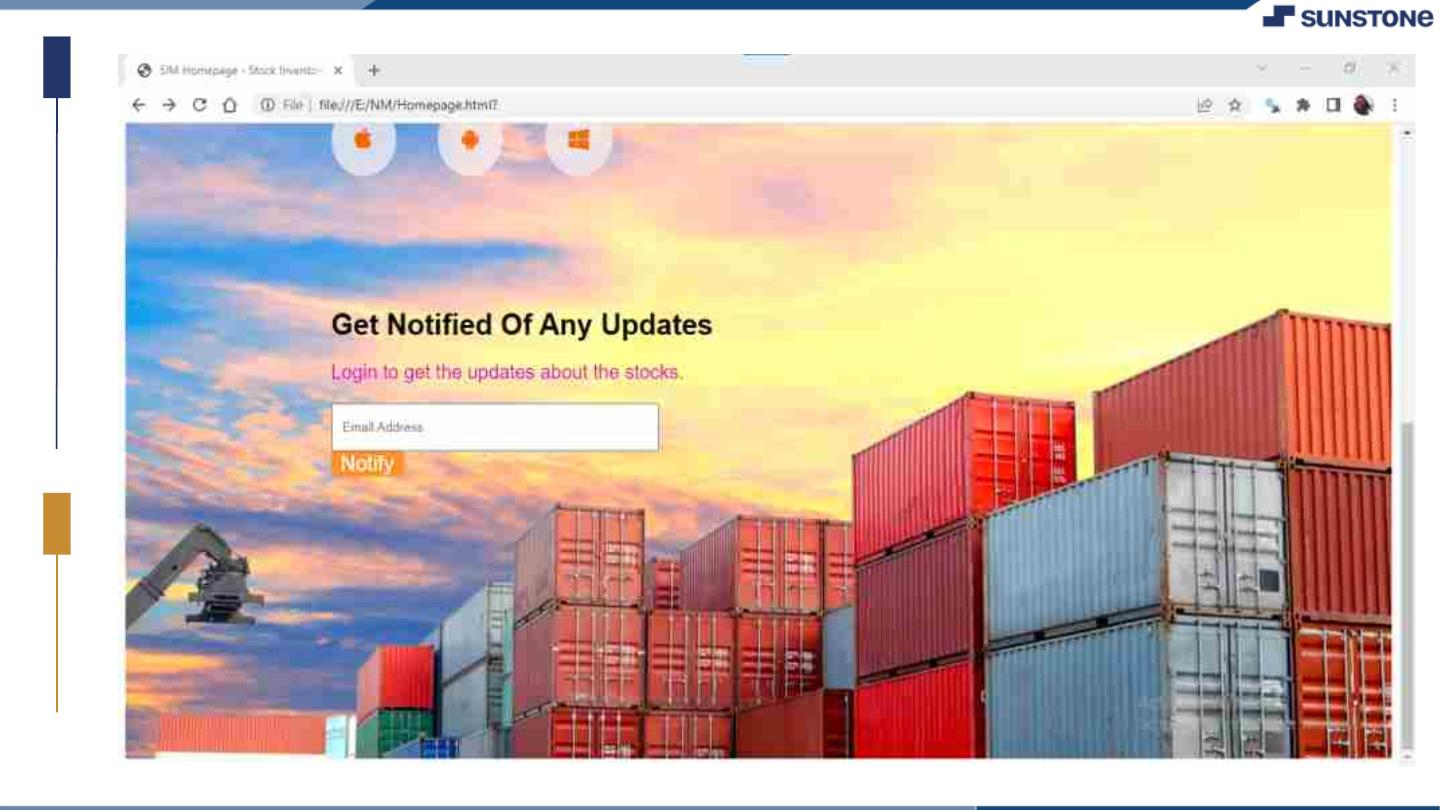 SUNSTONE
SIM Homepage - Stock Invento
File | file:///E:/NM/Homepage.html?
Get Notified Of Any Updates
Login to get the updates about the stocks.
Email Address
Notify